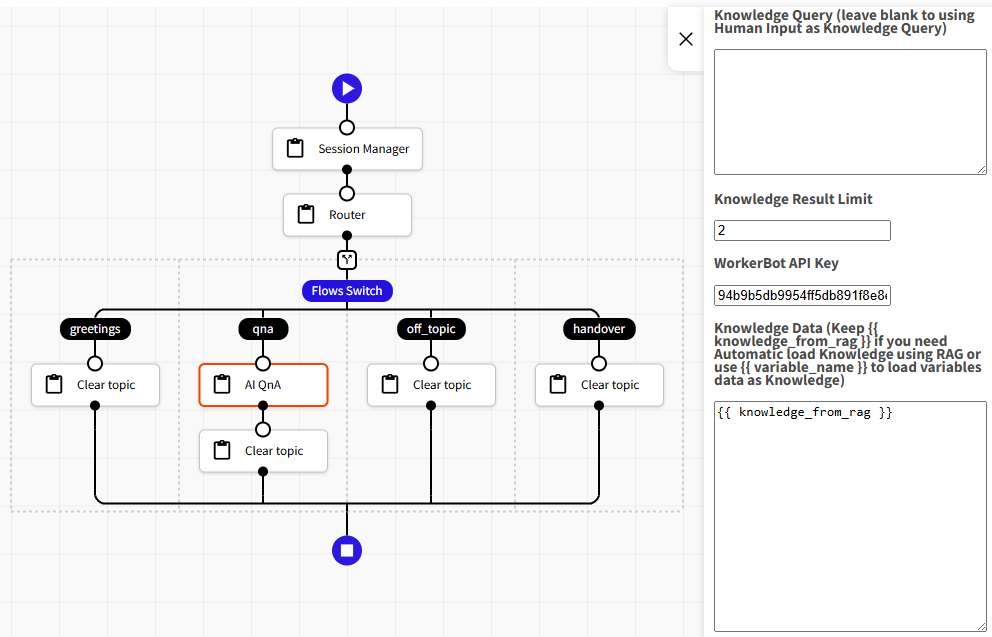 Knowledge Query (leave blank to using
Human Input as Knowledge Query)
Session Manager
Router
Flows Switch
greetings
qna
off_topic
handover
Clear topic
AI QnA
Clear topic
Clear topic
Clear topic
Knowledge Result Limit
2
WorkerBot API Key
94b9b5db9954ff5db891f8e8
Knowledge Data (Keep {{
knowledge_from_rag }} if you need
Automatic load Knowledge using RAG or
use {{ variable_name }} to load variables
data as Knowledge)
{{ knowledge_from_rag }}